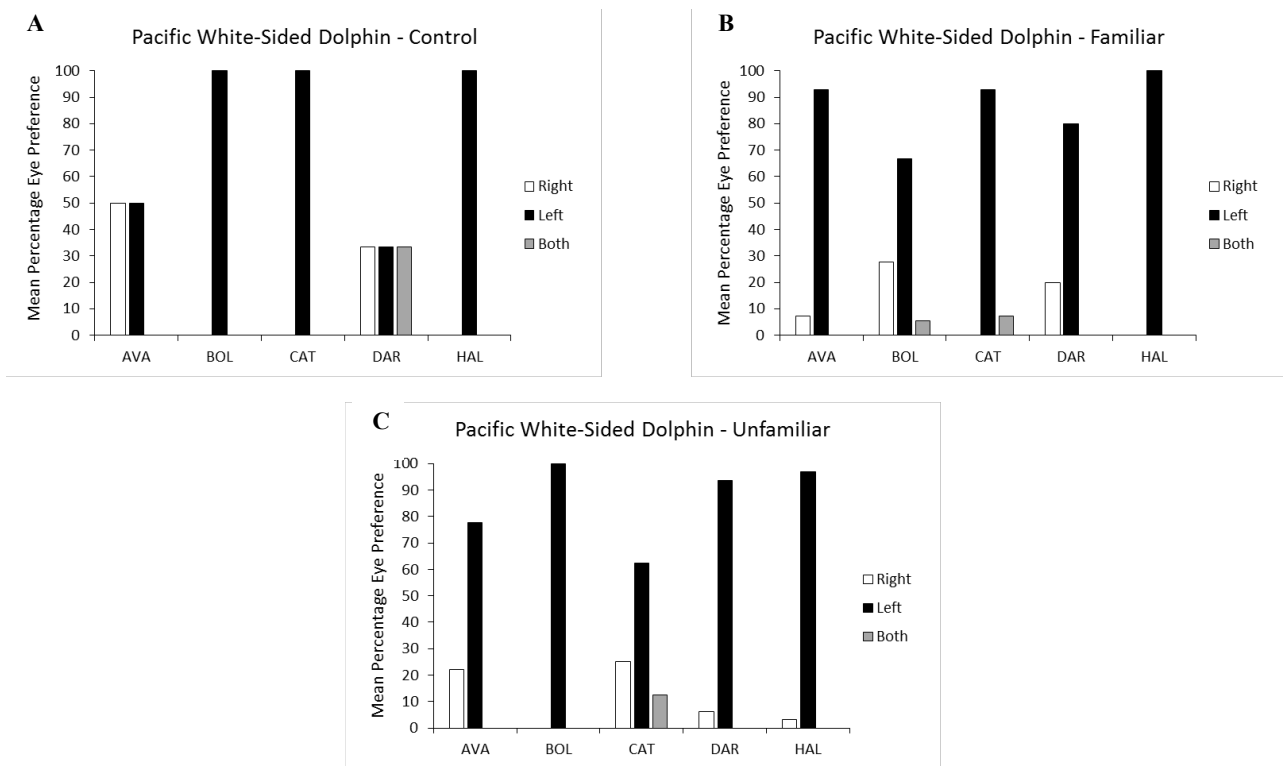 A
Pacific White-Sided Dolphin - Control
Mean Percentage Eye Preference
100
90
80
70
60
50
40
30
20
10
0
AVA BOL CAT DAR HAL
Right
Left
Both
B
Pacific White-Sided Dolphin - Familiar
Mean Percentage Eye Preference
100
90
80
70
60
50
40
30
20
10
0
AVA BOL CAT DAR HAL
Right
Left
Both
C
Pacific White-Sided Dolphin - Unfamiliar
Mean Percentage Eye Preference
100
90
80
70
60
50
40
30
20
10
0
AVA BOL CAT DAR HAL
Right
Left
Both